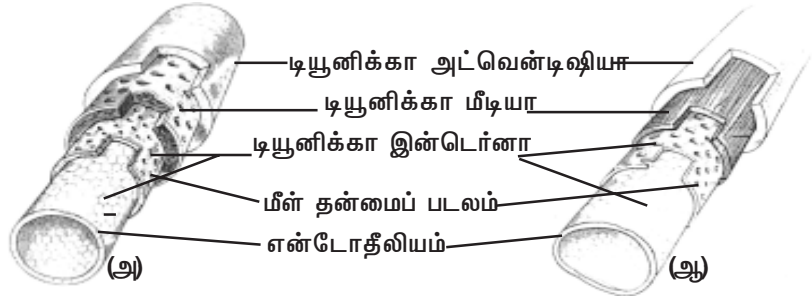 டியூனிக்கா அட்வென்டிஷியா
டியூனிக்கா மீடியா
டியூனிக்கா இன்டெர்னா
மீள் தன்மைப் படலம்
என்டோதீலியம்
(அ)
(ஆ)